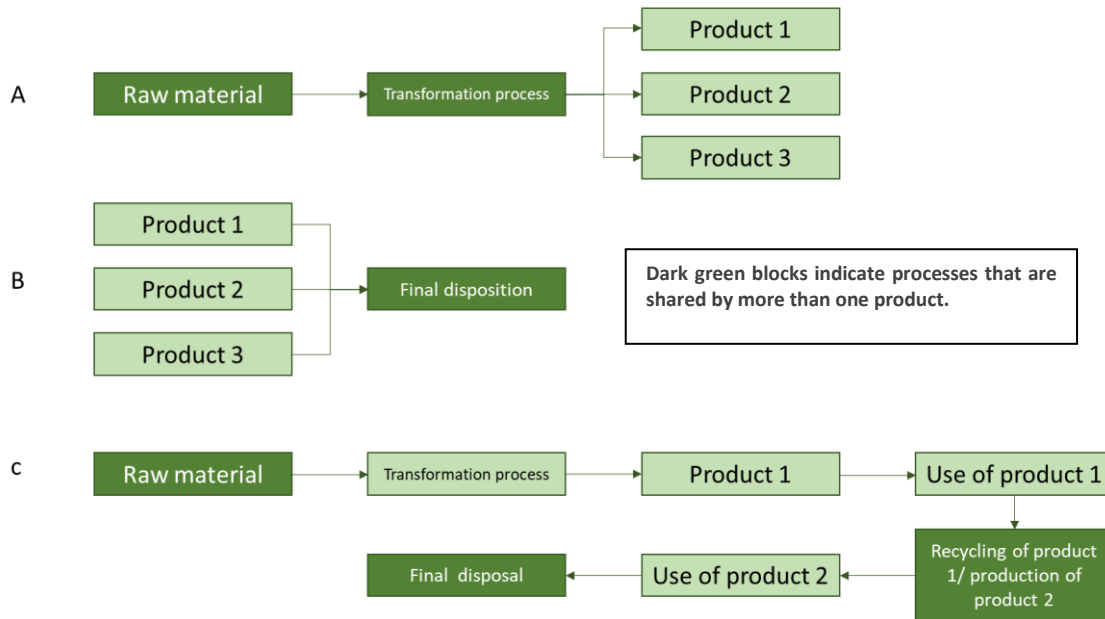 Product 1
A
Raw material
Transformation process
Product 2
Product 3
Product 1
B
Product 2
Final disposition
Dark green blocks indicate processes that are
shared by more than one product.
Product 3
c
Raw material
Transformation process
Product 1
Use of product 1
Recycling of product
1/ production of
product 2
Use of product 2
Final disposal